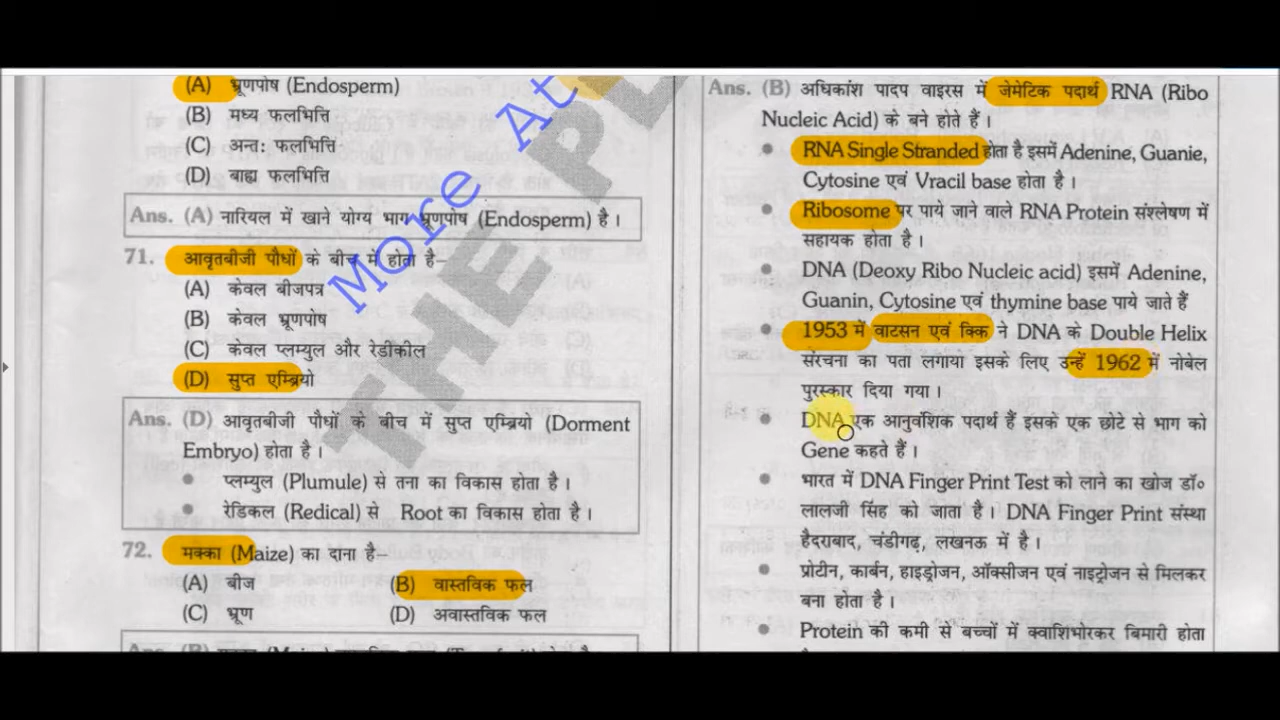 (A) भ्रूणपोष (Endosperm)
(B) मध्य फलभित्ति
(C) अन्तः फलभित्ति
(D) बाह्य फलभित्ति
Ans. (A) नारियल में खाने योग्य भाग भ्रूणपोष (Endosperm) है।
71. आवृतबीजी पौधों के बीच में होता है–
(A) केवल बीजपत्र
(B) केवल भ्रूणपोष
(C) केवल प्लम्युल और रेडीकील
(D) सुप्त एम्ब्रियो
Ans. (D) आवृतबीजी पौधों के बीच में सुप्त एम्ब्रियो (Dorment
Embryo) होता है।
• प्लम्युल (Plumule) से तना का विकास होता है।
• रेडिकल (Redical) से Root का विकास होता है।
72. मक्का (Maize) का दाना है–
(A) बीज (B) वास्तविक फल
(C) भ्रूण (D) अवास्तविक फल
More At
THE
Ans. (B) अधिकांश पादप वाइरस में जेमेटिक पदार्थ RNA (Ribo
Nucleic Acid) के बने होते हैं।
• RNA Single Stranded होता है इसमें Adenine, Guanie,
Cytosine एवं Vracil base होता है।
• Ribosome पर पाये जाने वाले RNA Protein संश्लेषण में
सहायक होता है।
• DNA (Deoxy Ribo Nucleic acid) इसमें Adenine,
Guanin, Cytosine एवं thymine base पाये जाते हैं
• 1953 में वाटसन एवं क्रिक ने DNA के Double Helix
संरचना का पता लगाया इसके लिए उन्हें 1962 में नोबेल
पुरस्कार दिया गया।
• DNA एक आनुवंशिक पदार्थ हैं इसके एक छोटे से भाग को
Gene कहते हैं।
• भारत में DNA Finger Print Test को लाने का खोज डॉ०
लालजी सिंह को जाता हैं। DNA Finger Print संस्था
हैदराबाद, चंडीगढ़, लखनऊ में है।
• प्रोटीन, कार्बन, हाइड्रोजन, ऑक्सीजन एवं नाइट्रोजन से मिलकर
बना होता है।
• Protein की कमी से बच्चों में क्वाशिंभोरकर बिमारी होता